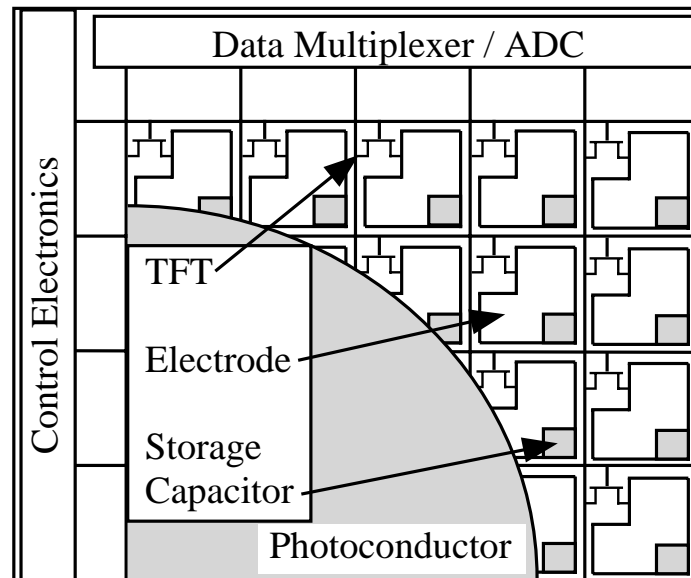 Data Multiplexer / ADC
Control Electronics
TFT
Electrode
Storage
Capacitor
Photoconductor